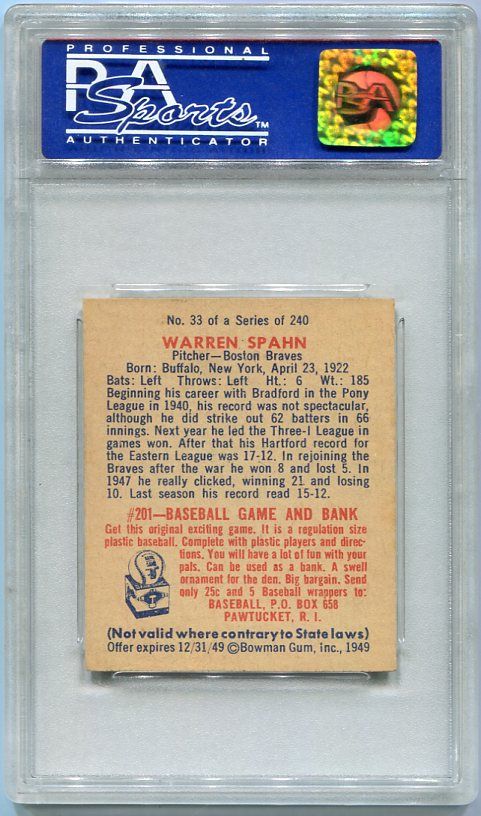 PROFESSIONAL
PSA
Sports™
AUTHENTICATOR
PSA
No. 33 of a Series of 240
WARREN SPAHN
Pitcher—Boston Braves
Born: Buffalo, New York, April 23, 1922
Bats: Left Throws: Left Ht.: 6 Wt.: 185
Beginning his career with Bradford in the Pony
League in 1940, his record was not spectacular,
although he did strike out 62 batters in 66
innings. Next year he led the Three-I League in
games won. After that his Hartford record for
the Eastern League was 17-12. In rejoining the
Braves after the war he won 8 and lost 5. In
1947 he really clicked, winning 21 and losing
10. Last season his record read 15-12.
#201—BASEBALL GAME AND BANK
Get this original exciting game. It is a regulation size
plastic baseball. Complete with plastic players and direc-
tions. You will have a lot of fun with your
pals. Can be used as a bank. A swell
ornament for the den. Big bargain. Send
only 25c and 5 Baseball wrappers to:
BASEBALL, P.O. BOX 658
PAWTUCKET, R. I.
(Not valid where contrary to State laws)
Offer expires 12/31/49 ©Bowman Gum, Inc., 1949